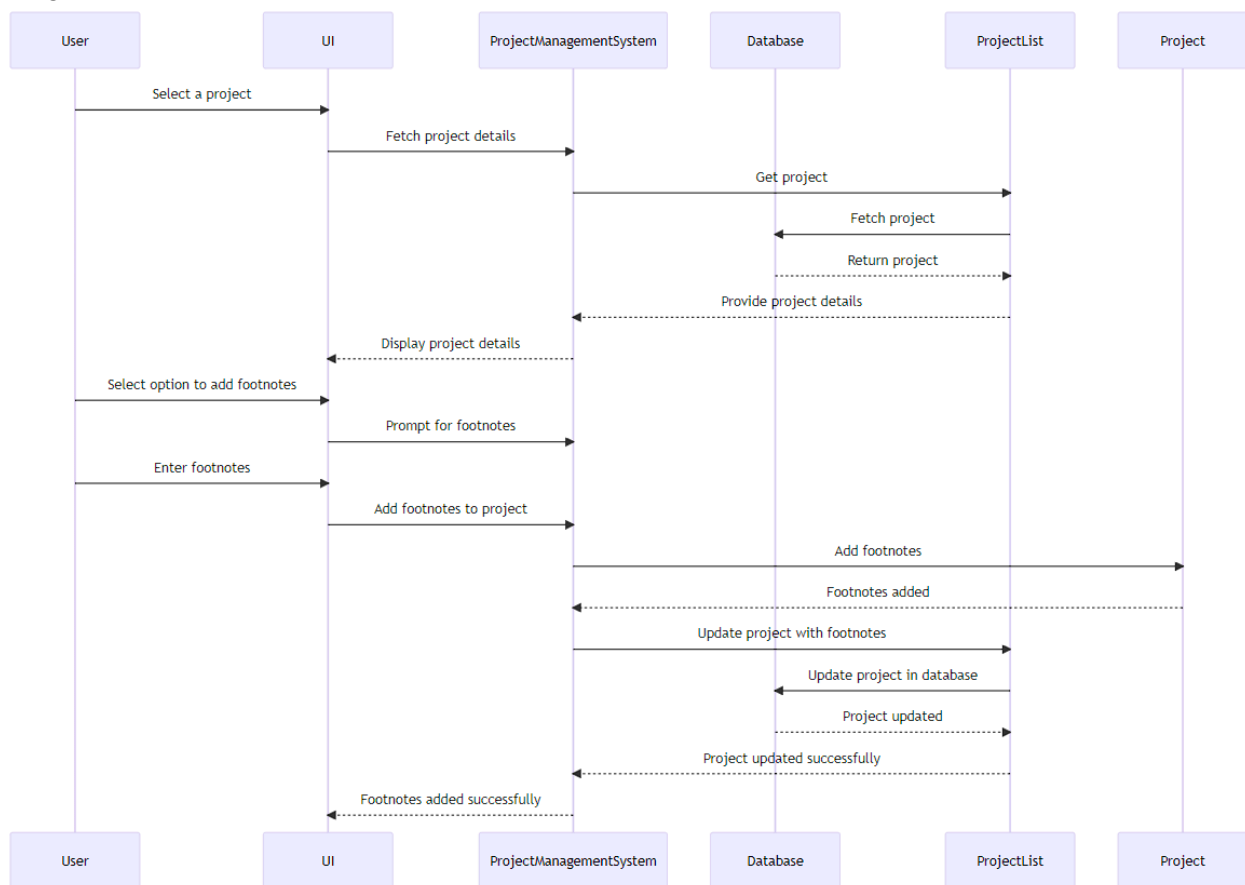 User
UI
ProjectManagementSystem
Database
ProjectList
Project
Select a project
Fetch project details
Get project
Fetch project
Return project
Provide project details
Display project details
Select option to add footnotes
Prompt for footnotes
Enter footnotes
Add footnotes to project
Add footnotes
Footnotes added
Update project with footnotes
Update project in database
Project updated
Project updated successfully
Footnotes added successfully
User
UI
ProjectManagementSystem
Database
ProjectList
Project